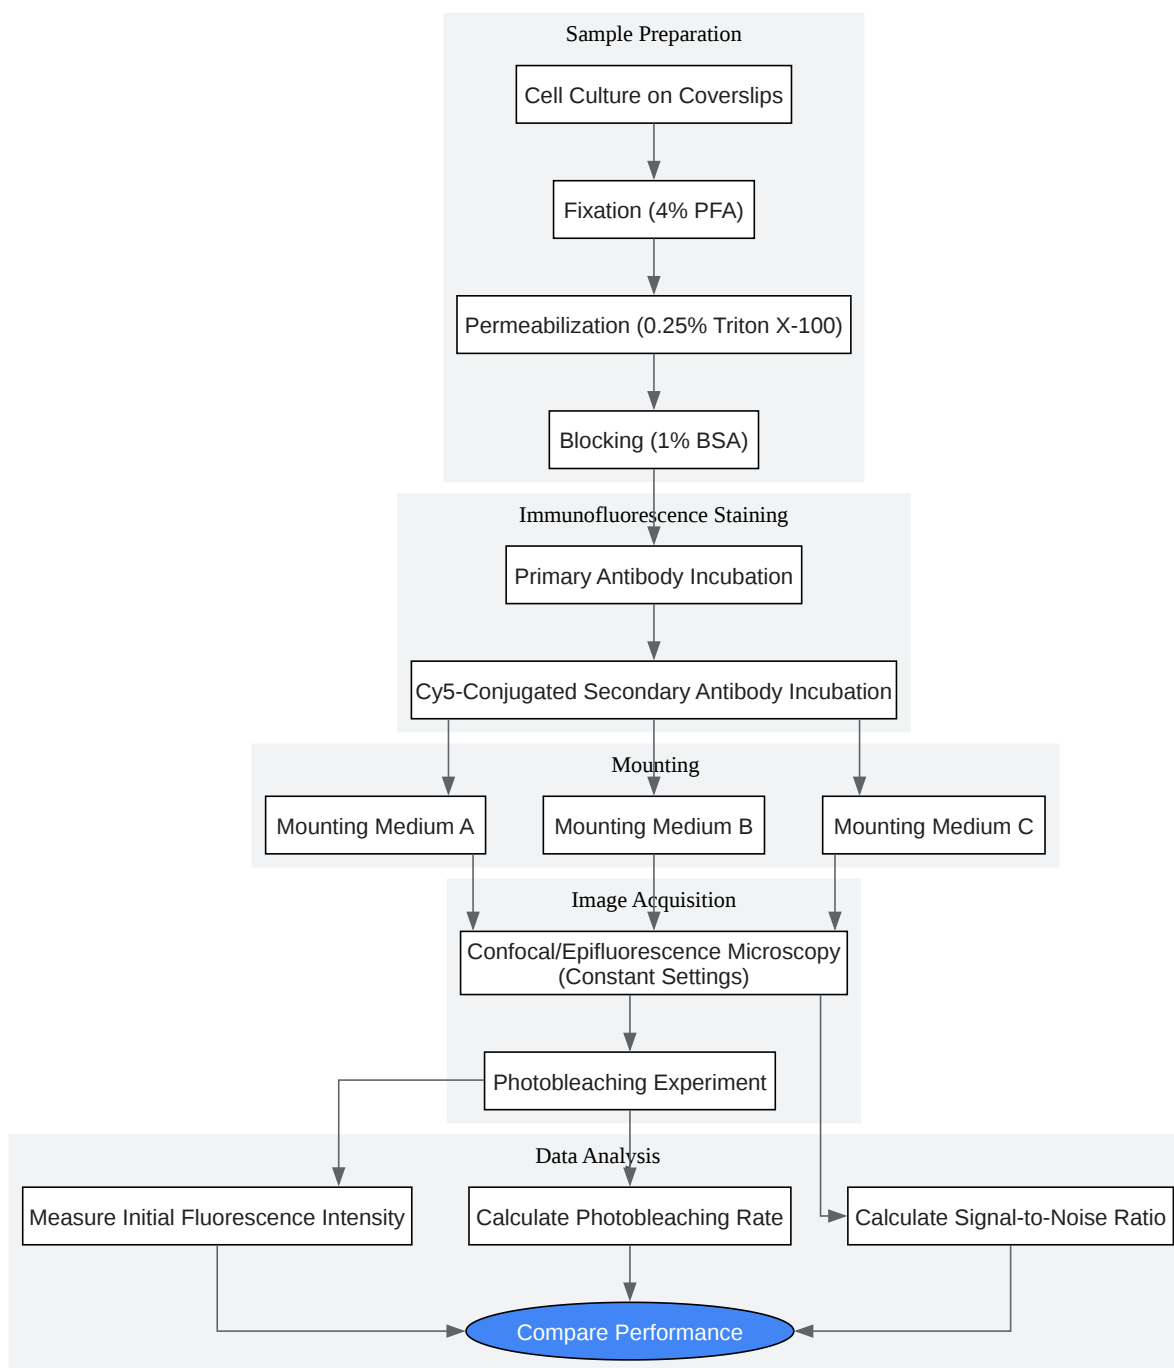 Sample Preparation
Cell Culture on Coverslips
Fixation (4% PFA)
Permeabilization (0.25% Triton X-100)
Blocking (1% BSA)
Immunofluorescence Staining
Primary Antibody Incubation
Cy5-Conjugated Secondary Antibody Incubation
Mounting
Mounting Medium A
Mounting Medium B
Mounting Medium C
Image Acquisition
Confocal/Epifluorescence Microscopy
(Constant Settings)
Photobleaching Experiment
Data Analysis
Measure Initial Fluorescence Intensity
Calculate Photobleaching Rate
Calculate Signal-to-Noise Ratio
Compare Performance